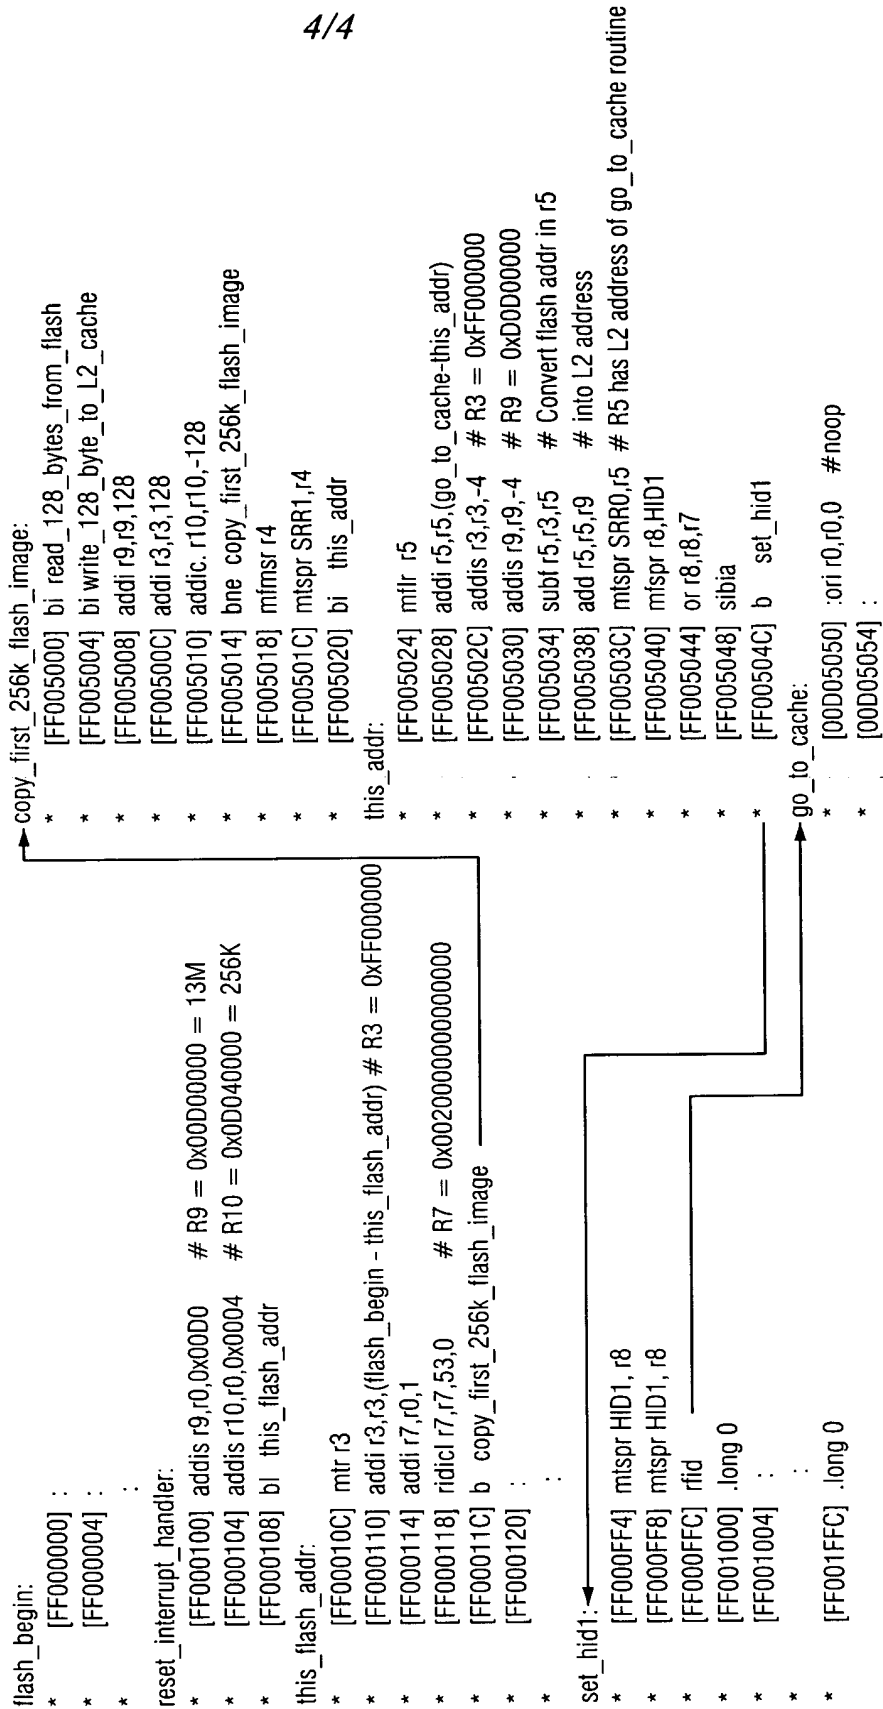 4/4
flash_begin:
* [FF000000] :
* [FF000004] :
* :
reset_interrupt_handler:
* [FF000100] addis r9,r0,0x00D0 # R9 = 0x00D00000 = 13M
* [FF000104] addis r10,r0,0x0004 # R10 = 0x0D040000 = 256K
* [FF000108] bl this_flash_addr
this_flash_addr:
* [FF00010C] mtr r3
* [FF000110] addi r3,r3,(flash_begin - this_flash_addr) # R3 = 0xFF000000
* [FF000114] addi r7,r0,1
* [FF000118] ridicl r7,r7,53,0 # R7 = 0x0020000000000000
* [FF00011C] b copy_first_256k_flash_image
* [FF000120] :
* :
set_hid1:
* [FF000FF4] mtspr HID1, r8
* [FF000FF8] mtspr HID1, r8
* [FF000FFC] rfid
* [FF001000] .long 0
* [FF001004] :
* :
* [FF001FFC] .long 0
copy_first_256k_flash_image:
* [FF005000] bi read_128_bytes_from_flash
* [FF005004] bi write_128_byte_to_L2_cache
* [FF005008] addi r9,r9,128
* [FF00500C] addi r3,r3,128
* [FF005010] addic. r10,r10,-128
* [FF005014] bne copy_first_256k_flash_image
* [FF005018] mfmsr r4
* [FF00501C] mtspr SRR1,r4
* [FF005020] bi this_addr
this_addr:
* [FF005024] mflr r5
* [FF005028] addi r5,r5,(go_to_cache-this_addr)
* [FF00502C] addis r3,r3,-4 # R3 = 0xFF000000
* [FF005030] addis r9,r9,-4 # R9 = 0xD0D00000
* [FF005034] subf r5,r3,r5 # Convert flash addr in r5
* [FF005038] add r5,r5,r9 # into L2 address
* [FF00503C] mtspr SRR0,r5 # R5 has L2 address of go_to_cache routine
* [FF005040] mfspr r8,HID1
* [FF005044] or r8,r8,r7
* [FF005048] sibia
* [FF00504C] b set_hid1
go_to_cache:
* [00D05050] :ori r0,r0,0 #noop
* [00D05054] :